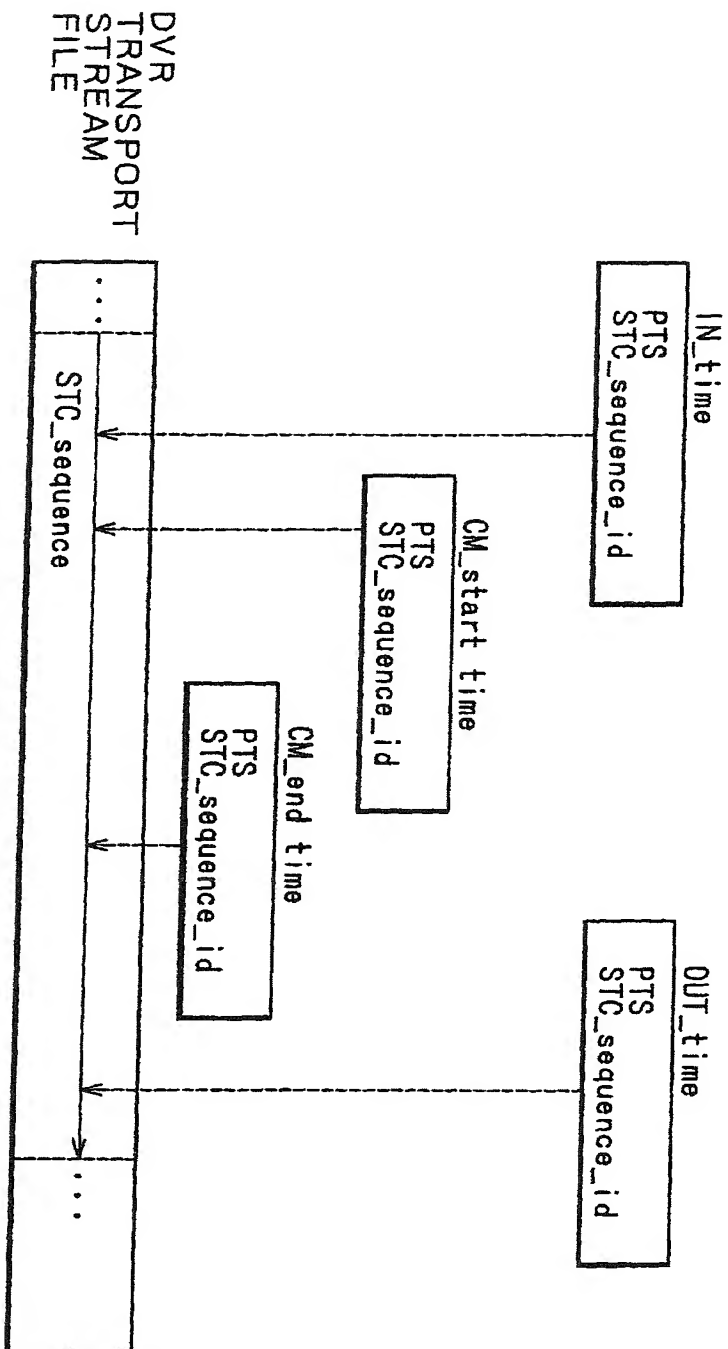 IN_time
PTS
STC_sequence_id
OUT_time
PTS
STC_sequence_id
CM_start time
PTS
STC_sequence_id
CM_end time
PTS
STC_sequence_id
DVR
TRANSPORT
STREAM
FILE
...
STC_sequence
...